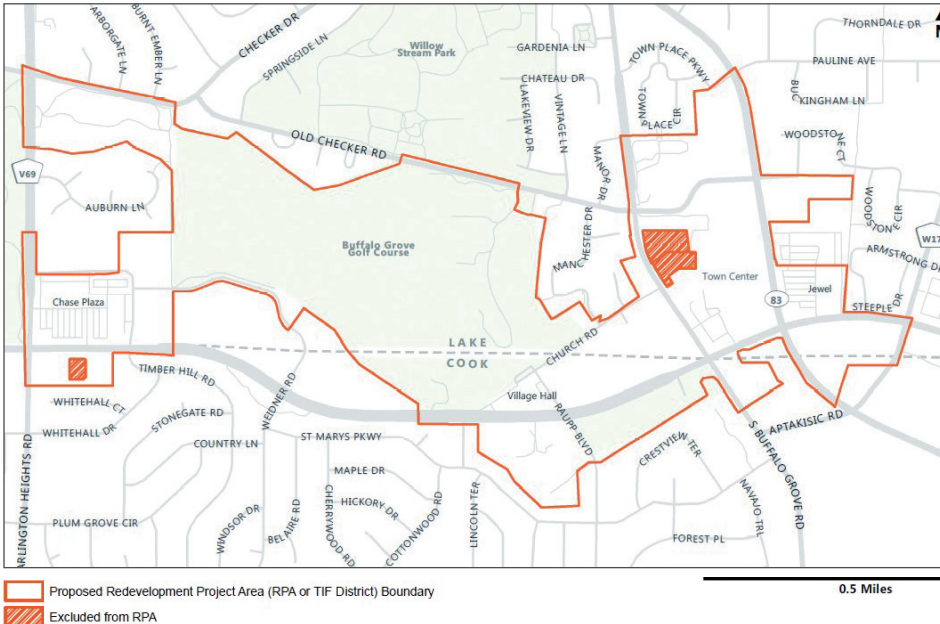 ARBORGATE LN
BURNT EMBER LN
CHECKER DR
SPRINGSIDE LN
Willow
Stream Park
GARDENIA LN
CHATEAU DR
LAKEVIEW DR
VINTAGE LN
MANOR DR
TOWN PLACE PKWY
TOWN PLACE CIR
THORNDALE DR
PAULINE AVE
BUCKINGHAM LN
WOODSTONE CT
WOODSTONE CIR
OLD CHECKER RD
V69
AUBURN LN
Buffalo Grove
Golf Course
MANCHESTER DR
Town Center
W17
ARMSTRONG DR
Jewel
STEEPLE DR
83
Chase Plaza
LAKE
COOK
CHURCH RD
TIMBER HILL RD
WEIDNER RD
Village Hall
WHITEHALL CT
WHITEHALL DR
STONEGATE RD
COUNTRY LN
ST MARYS PKWY
RAUPP BLVD
CRESTVIEW TER
APTAKISIC RD
S BUFFALO GROVE RD
ARLINGTON HEIGHTS RD
MAPLE DR
HICKORY DR
CHERRYWOOD RD
COTTONWOOD RD
LINCOLN TER
NAVAJO TRL
PLUM GROVE CIR
WINDSOR DR
BELAIRE RD
FOREST PL
Proposed Redevelopment Project Area (RPA or TIF District) Boundary
Excluded from RPA
0.5 Miles